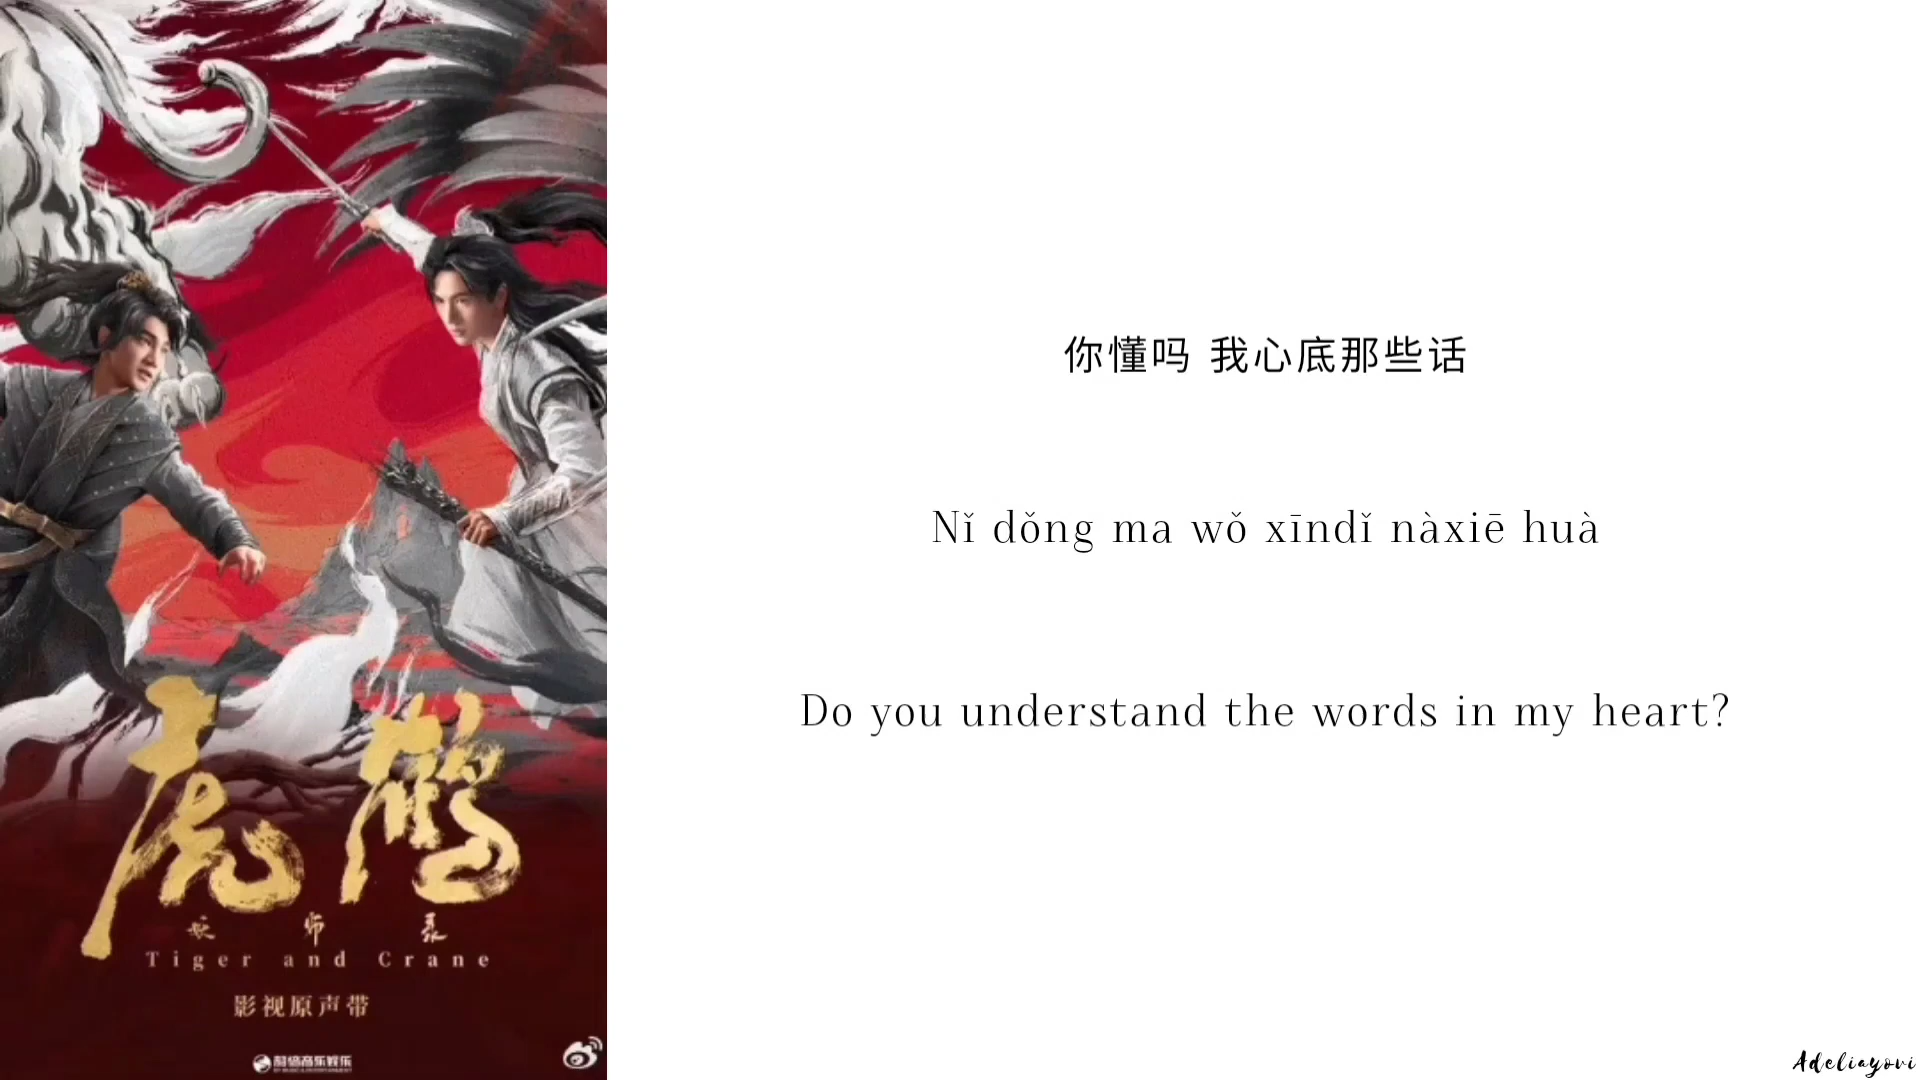 虎鹤
妖师录
Tiger and Crane
影视原声带
你懂吗 我心底那些话
Nǐ dǒng ma wǒ xīndǐ nàxiē huà
Do you understand the words in my heart?
Adeliayovi